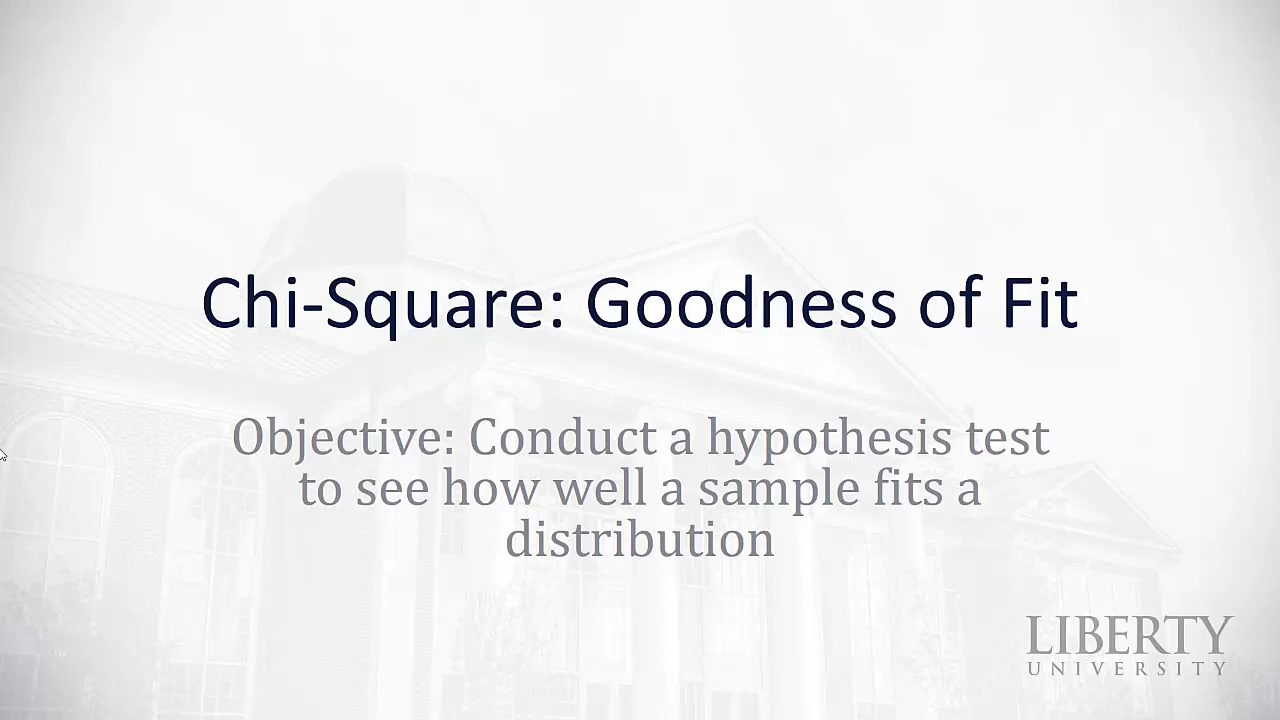 Chi-Square: Goodness of Fit
Objective: Conduct a hypothesis test
to see how well a sample fits a
distribution
LIBERTY
UNIVERSITY